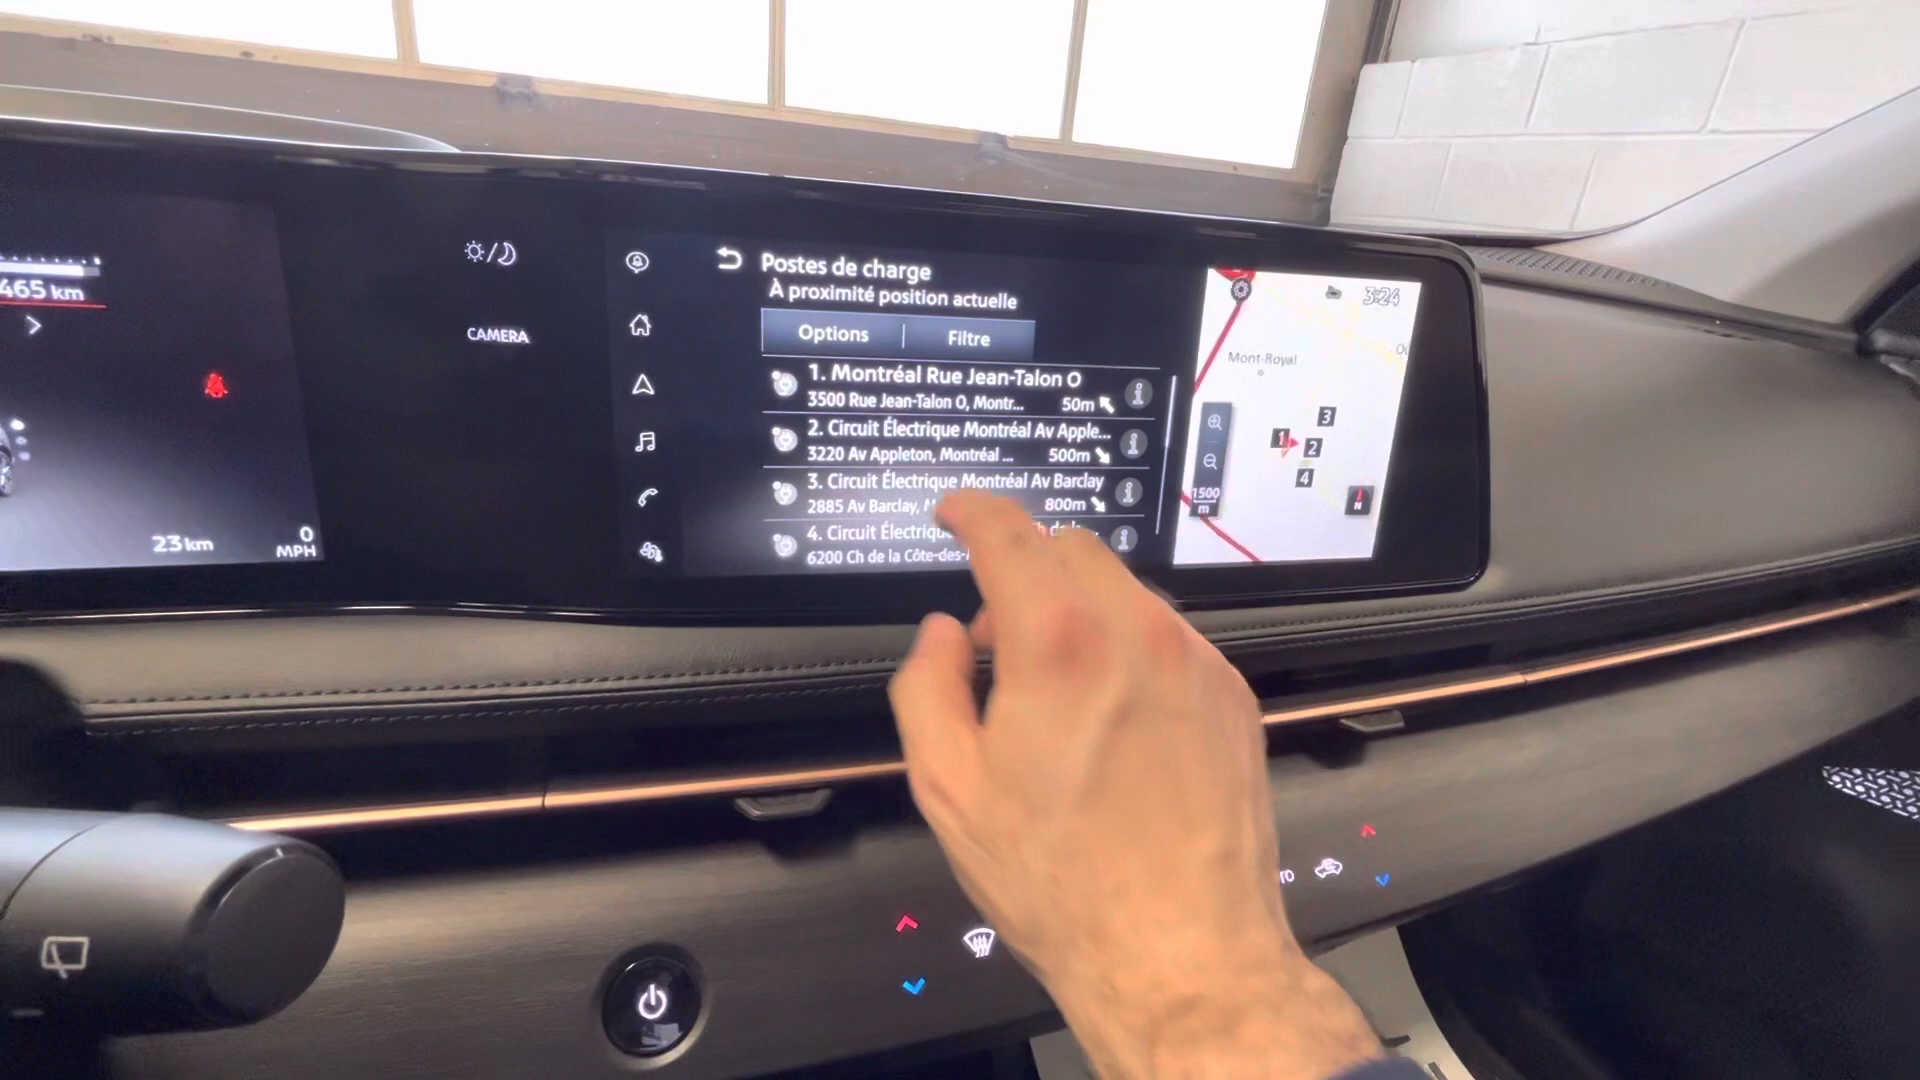 465 km
CAMERA
23 km
0
MPH
Postes de charge
À proximité position actuelle
Options
Filtre
1. Montréal Rue Jean-Talon O
3500 Rue Jean-Talon O, Montr...
50m
2. Circuit Électrique Montréal Av Apple...
3220 Av Appleton, Montréal ...
500m
3. Circuit Électrique Montréal Av Barclay
2885 Av Barclay,
800m
4. Circuit Électrique
6200 Ch de la Côte-des-
3:24
Mont-Royal
3
1
2
4
1500
m
N